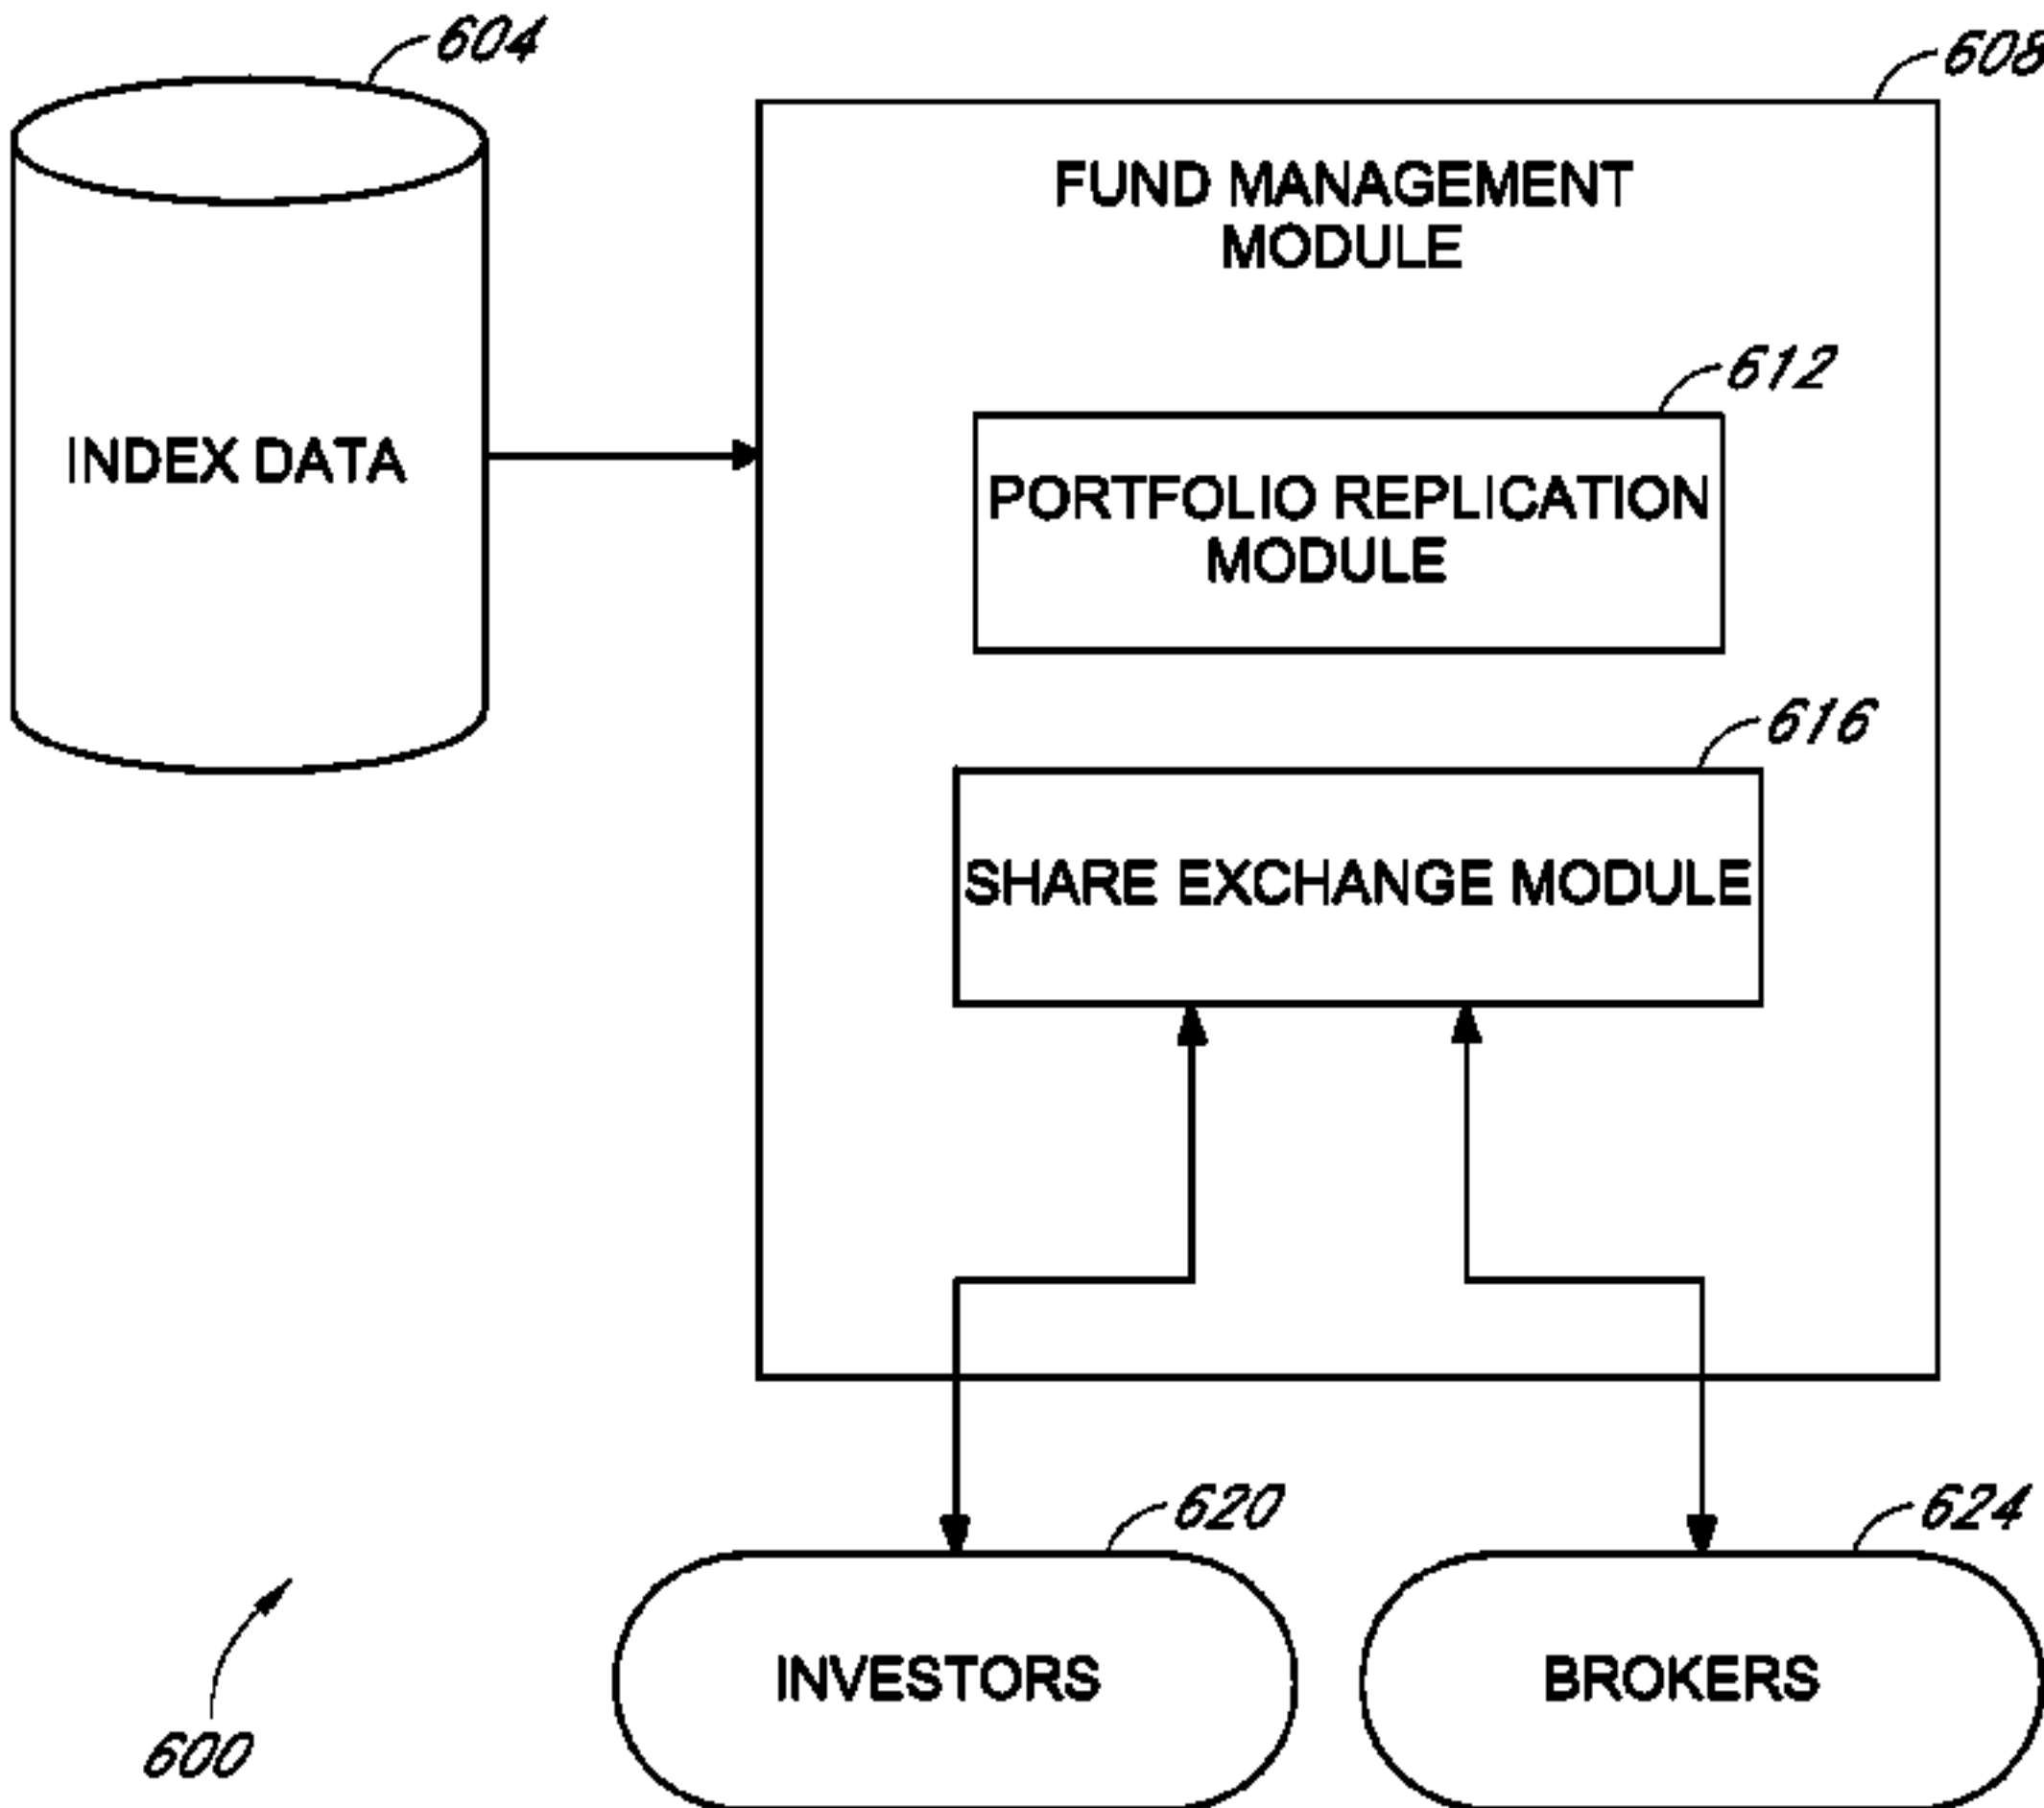 604
608
FUND MANAGEMENT
MODULE
612
INDEX DATA
PORTFOLIO REPLICATION
MODULE
616
SHARE EXCHANGE MODULE
620
624
INVESTORS
BROKERS
600